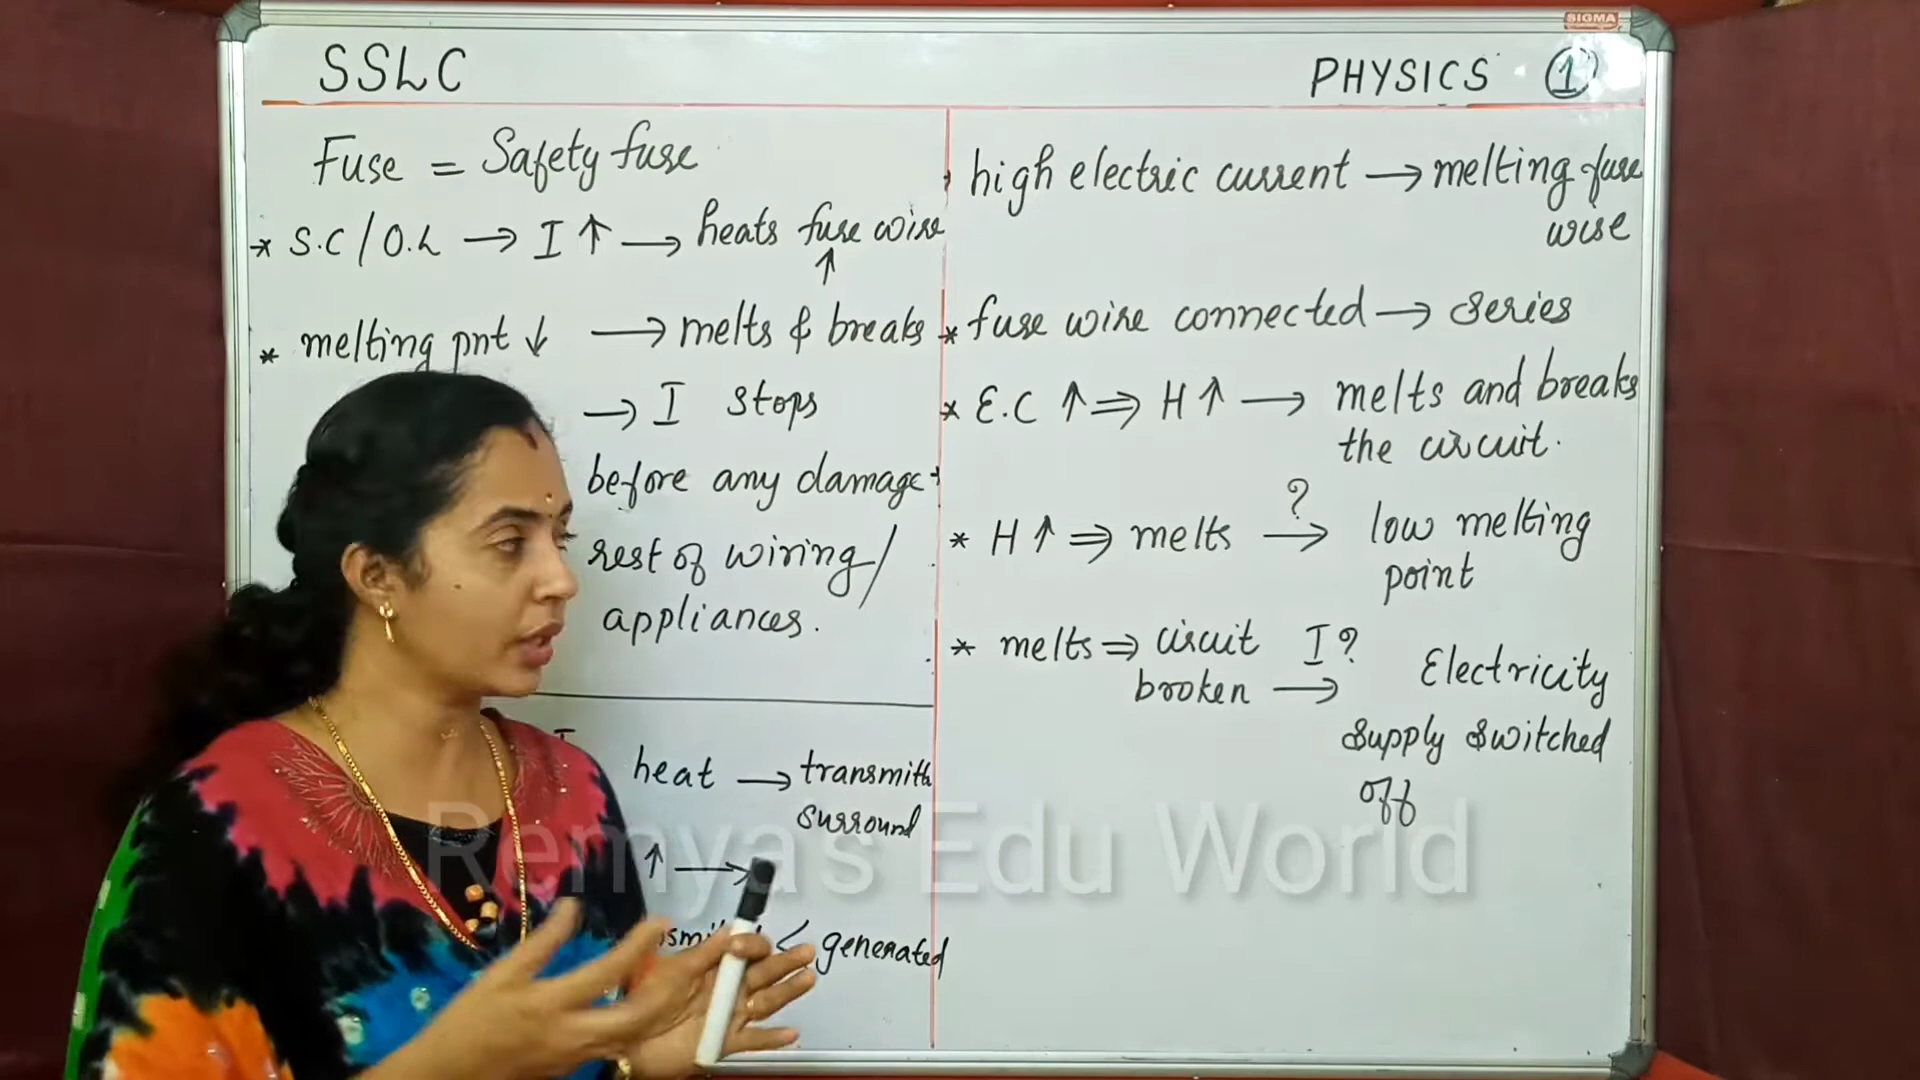 SIGMA
SSLC
PHYSICS 1
Fuse = Safety fuse
* S.C / O.L → I ↑ → heats fuse wire
↑
* melting pnt ↓ → melts & breaks
→ I stops
before any damage
rest of wiring /
appliances.
heat → transmitt
surround
↑ →
< generated
high electric current → melting fuse
wire
* fuse wire connected → series
* E.C ↑ ⇒ H ↑ → melts and breaks
the circuit.
?
* H ↑ ⇒ melts → low melting
point
* melts ⇒ circuit I?
broken → Electricity
supply switched
off
Remya's Edu World